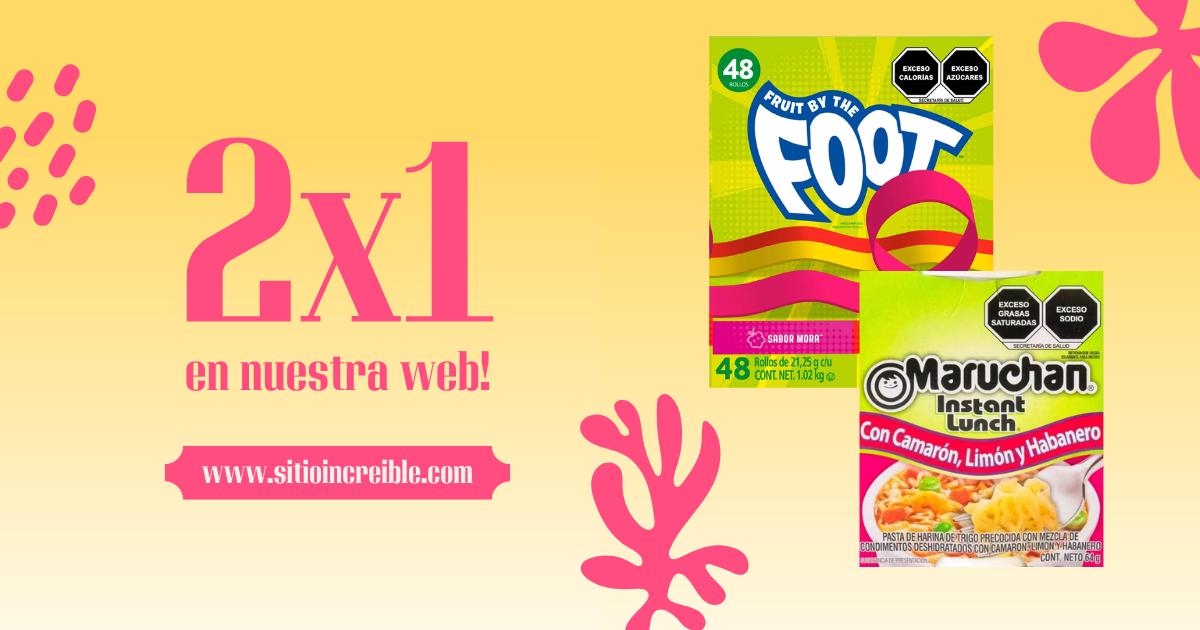 2x1
en nuestra web!
www.sitioincreible.com
48
ROLLOS
EXCESO
CALORÍAS
EXCESO
AZÚCARES
SECRETARÍA DE SALUD
FRUIT BY THE
FOOT
SABOR MORA
48 Rollos de 21,25 g c/u
CONT. NET. 1.02 kg
EXCESO
GRASAS
SATURADAS
EXCESO
SODIO
SECRETARÍA DE SALUD
Maruchan®
Instant
Lunch
Con Camarón, Limón y Habanero
PASTA DE HARINA DE TRIGO PRECOCIDA CON MEZCLA DE
CONDIMENTOS DESHIDRATADOS CON CAMARON LIMON Y HABANERO
CONT. NETO 64 g